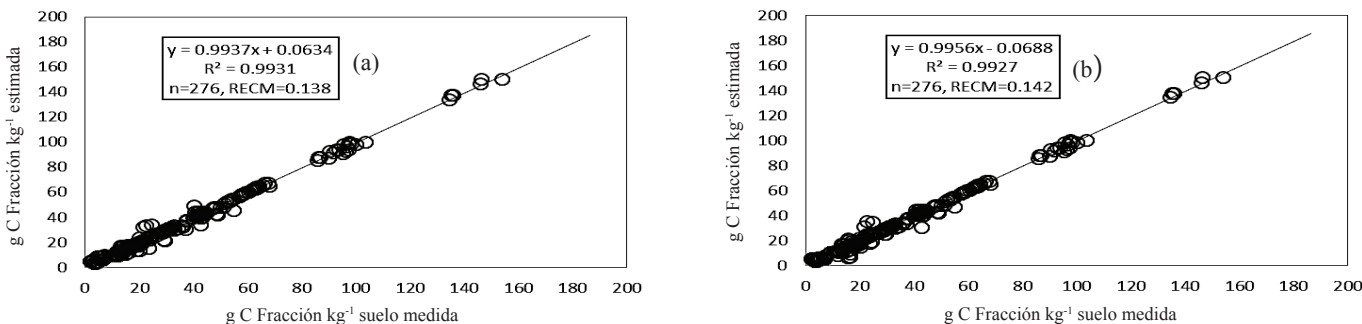 200
180
160
140
120
100
80
60
40
20
0
g C Fracción kg⁻¹ estimada
y = 0.9937x + 0.0634
R² = 0.9931
n=276, RECM=0.138
(a)
0 20 40 60 80 100 120 140 160 180 200
g C Fracción kg⁻¹ suelo medida
200
180
160
140
120
100
80
60
40
20
0
g C Fracción kg⁻¹ estimada
y = 0.9956x - 0.0688
R² = 0.9927
n=276, RECM=0.142
(b)
0 20 40 60 80 100 120 140 160 180 200
g C Fracción kg⁻¹ suelo medida